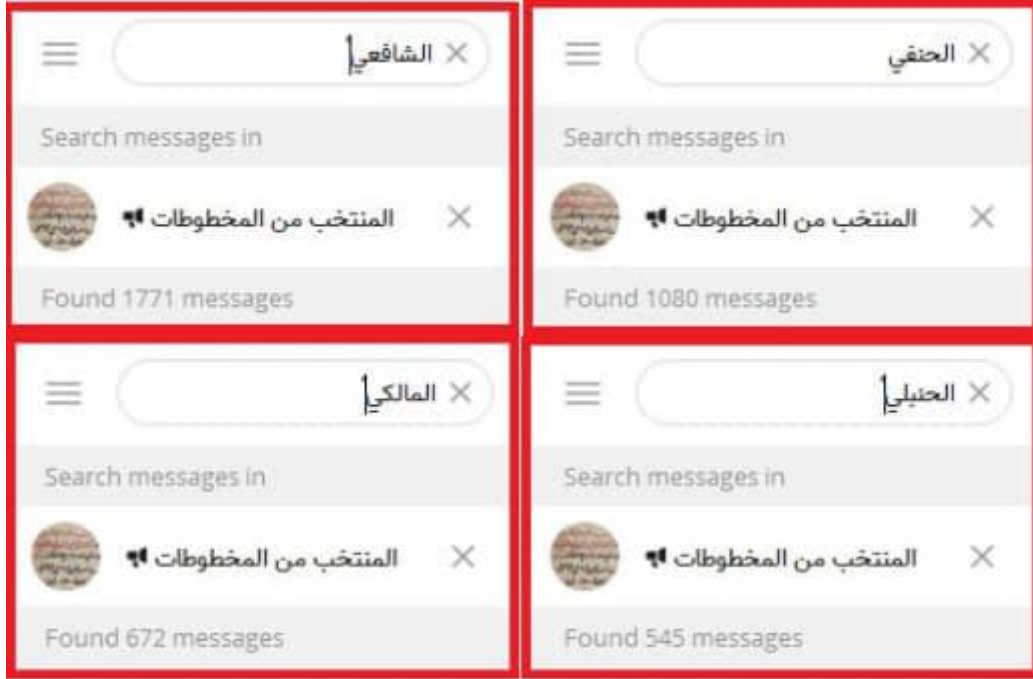 الشافعي
Search messages in
المنتخب من المخطوطات
Found 1771 messages
الحنفي
Search messages in
المنتخب من المخطوطات
Found 1080 messages
المالكي
Search messages in
المنتخب من المخطوطات
Found 672 messages
الحنبلي
Search messages in
المنتخب من المخطوطات
Found 545 messages